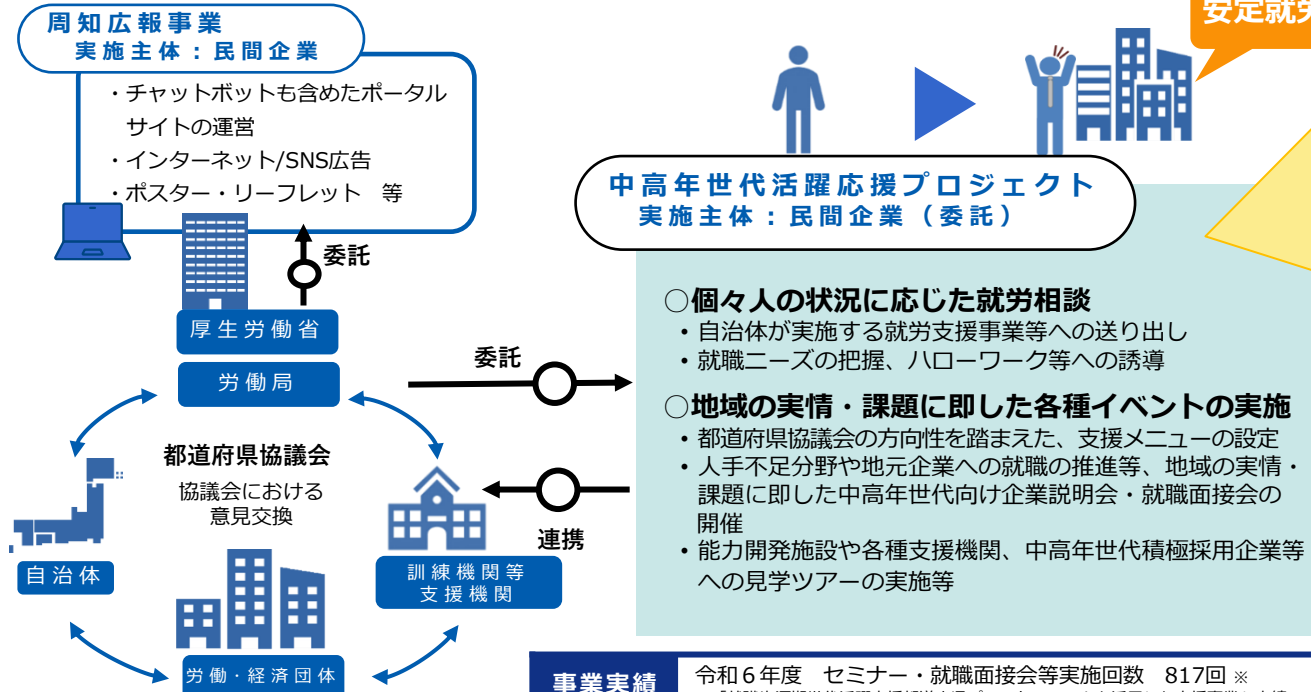 周知広報事業
実施主体：民間企業
・チャットボットも含めたポータル
サイトの運営
・インターネット/SNS広告
・ポスター・リーフレット　等
委託
厚生労働省
労働局
都道府県協議会
協議会における
意見交換
自治体
訓練機関等
支援機関
労働・経済団体
委託
連携
安定就労
中高年世代活躍応援プロジェクト
実施主体：民間企業（委託）
○個々人の状況に応じた就労相談
・自治体が実施する就労支援事業等への送り出し
・就職ニーズの把握、ハローワーク等への誘導
○地域の実情・課題に即した各種イベントの実施
・都道府県協議会の方向性を踏まえた、支援メニューの設定
・人手不足分野や地元企業への就職の推進等、地域の実情・
課題に即した中高年世代向け企業説明会・就職面接会の
開催
・能力開発施設や各種支援機関、中高年世代積極採用企業等
への見学ツアーの実施等
事業実績
令和６年度　セミナー・就職面接会等実施回数　817回 ※